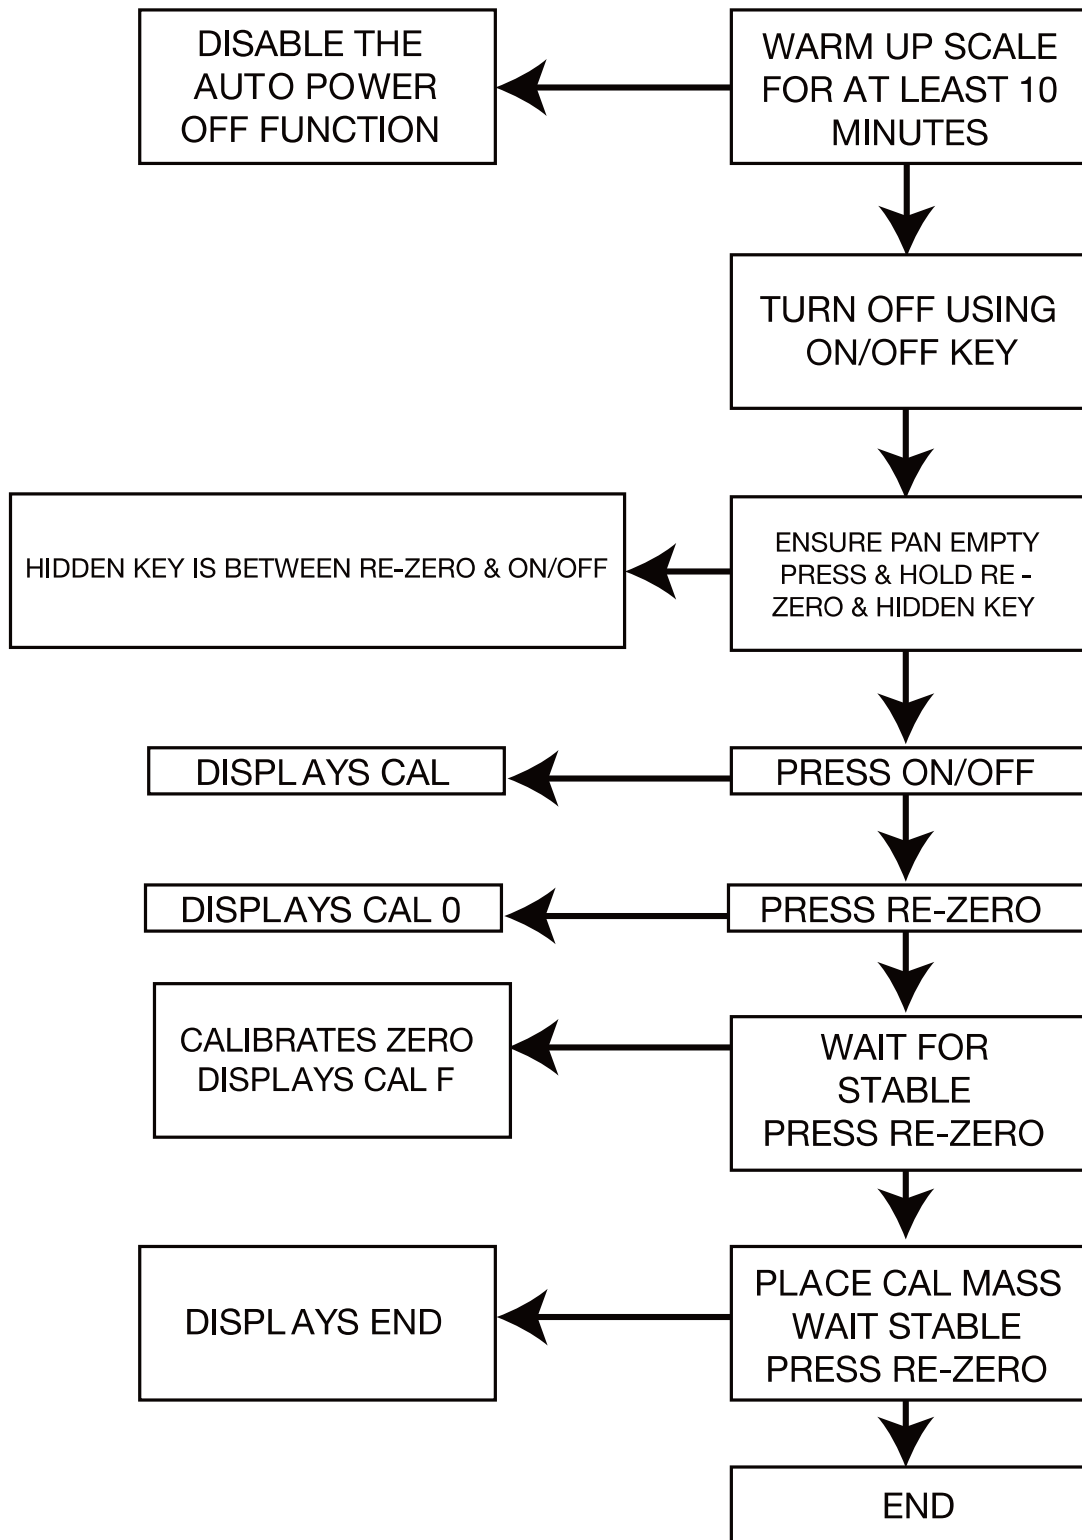 DISABLE THE
AUTO POWER
OFF FUNCTION
WARM UP SCALE
FOR AT LEAST 10
MINUTES
TURN OFF USING
ON/OFF KEY
HIDDEN KEY IS BETWEEN RE-ZERO & ON/OFF
ENSURE PAN EMPTY
PRESS & HOLD RE -
ZERO & HIDDEN KEY
DISPLAYS CAL
PRESS ON/OFF
DISPLAYS CAL 0
PRESS RE-ZERO
CALIBRATES ZERO
DISPLAYS CAL F
WAIT FOR
STABLE
PRESS RE-ZERO
DISPLAYS END
PLACE CAL MASS
WAIT STABLE
PRESS RE-ZERO
END